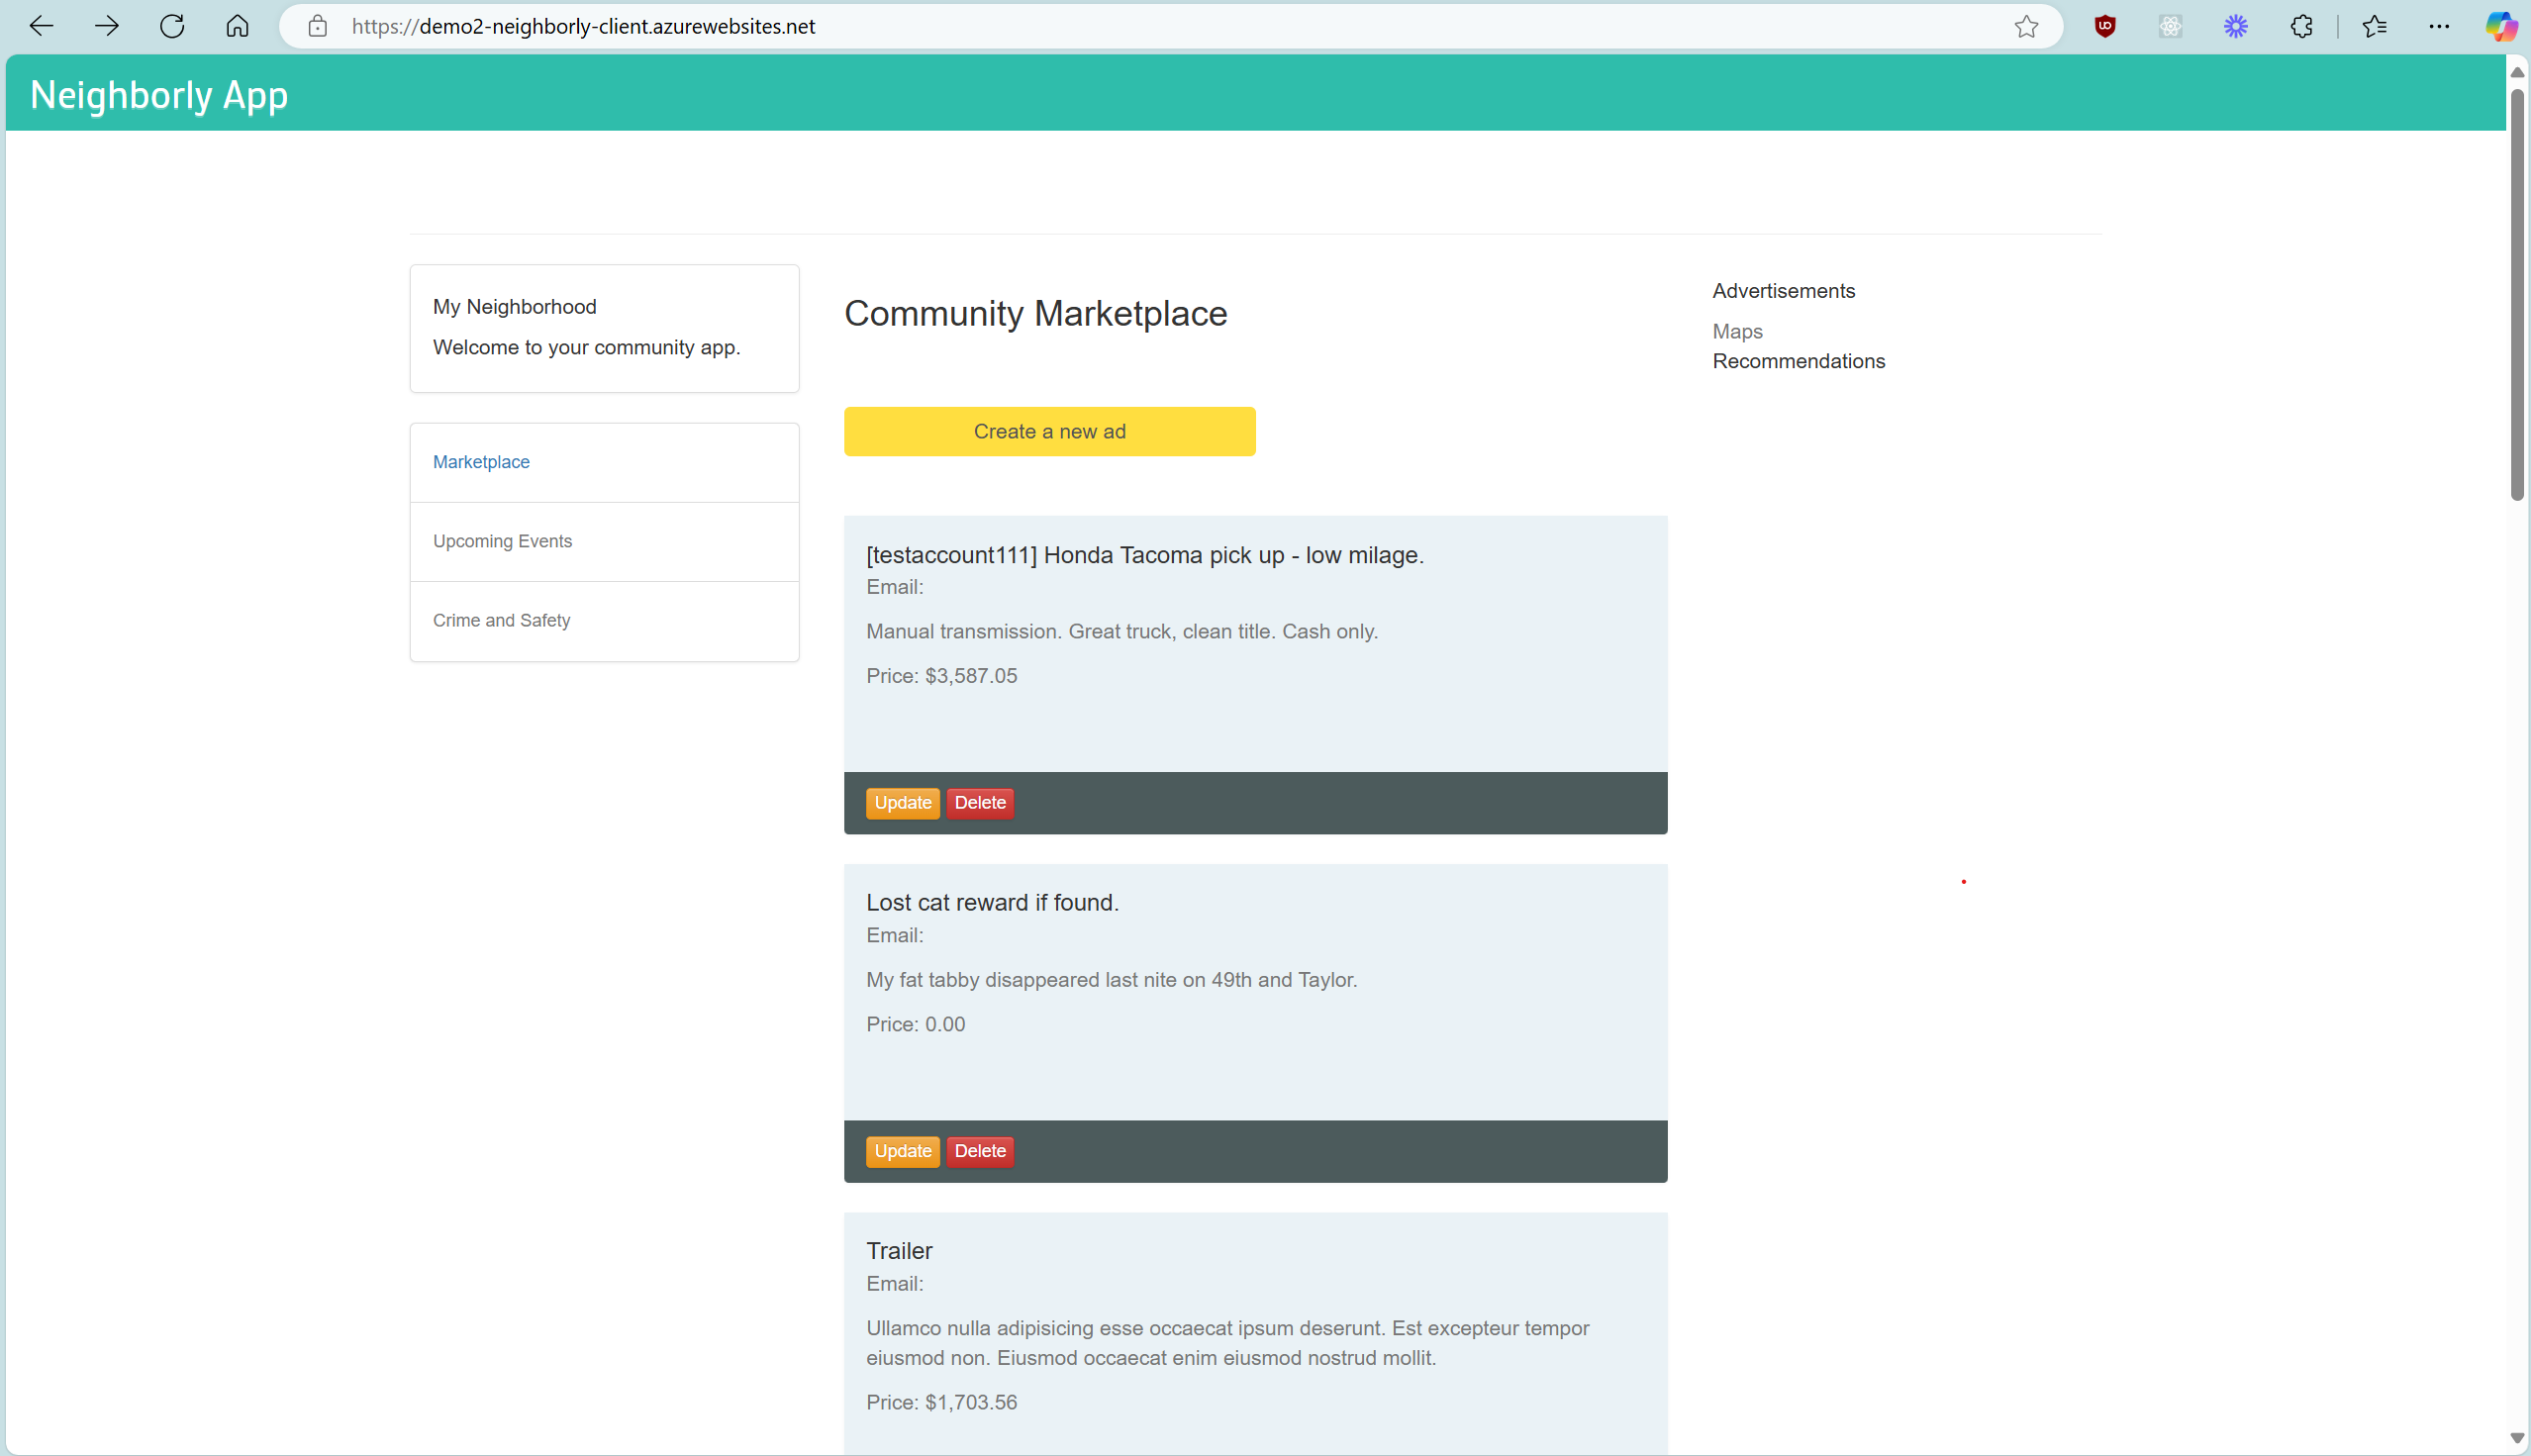 https://demo2-neighborly-client.azurewebsites.net
Neighborly App
My Neighborhood
Welcome to your community app.
Marketplace
Upcoming Events
Crime and Safety
Community Marketplace
Create a new ad
[testaccount111] Honda Tacoma pick up - low milage.
Email:
Manual transmission. Great truck, clean title. Cash only.
Price: $3,587.05
Update Delete
Lost cat reward if found.
Email:
My fat tabby disappeared last nite on 49th and Taylor.
Price: 0.00
Update Delete
Trailer
Email:
Ullamco nulla adipisicing esse occaecat ipsum deserunt. Est excepteur tempor
eiusmod non. Eiusmod occaecat enim eiusmod nostrud mollit.
Price: $1,703.56
Advertisements
Maps
Recommendations